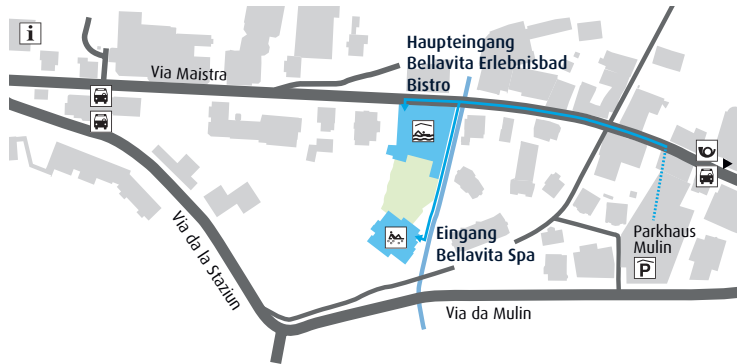 i
Haupteingang
Bellavita Erlebnisbad
Bistro
Via Maistra
Via da la Staziun
Eingang
Bellavita Spa
Parkhaus
Mulin
P
Via da Mulin